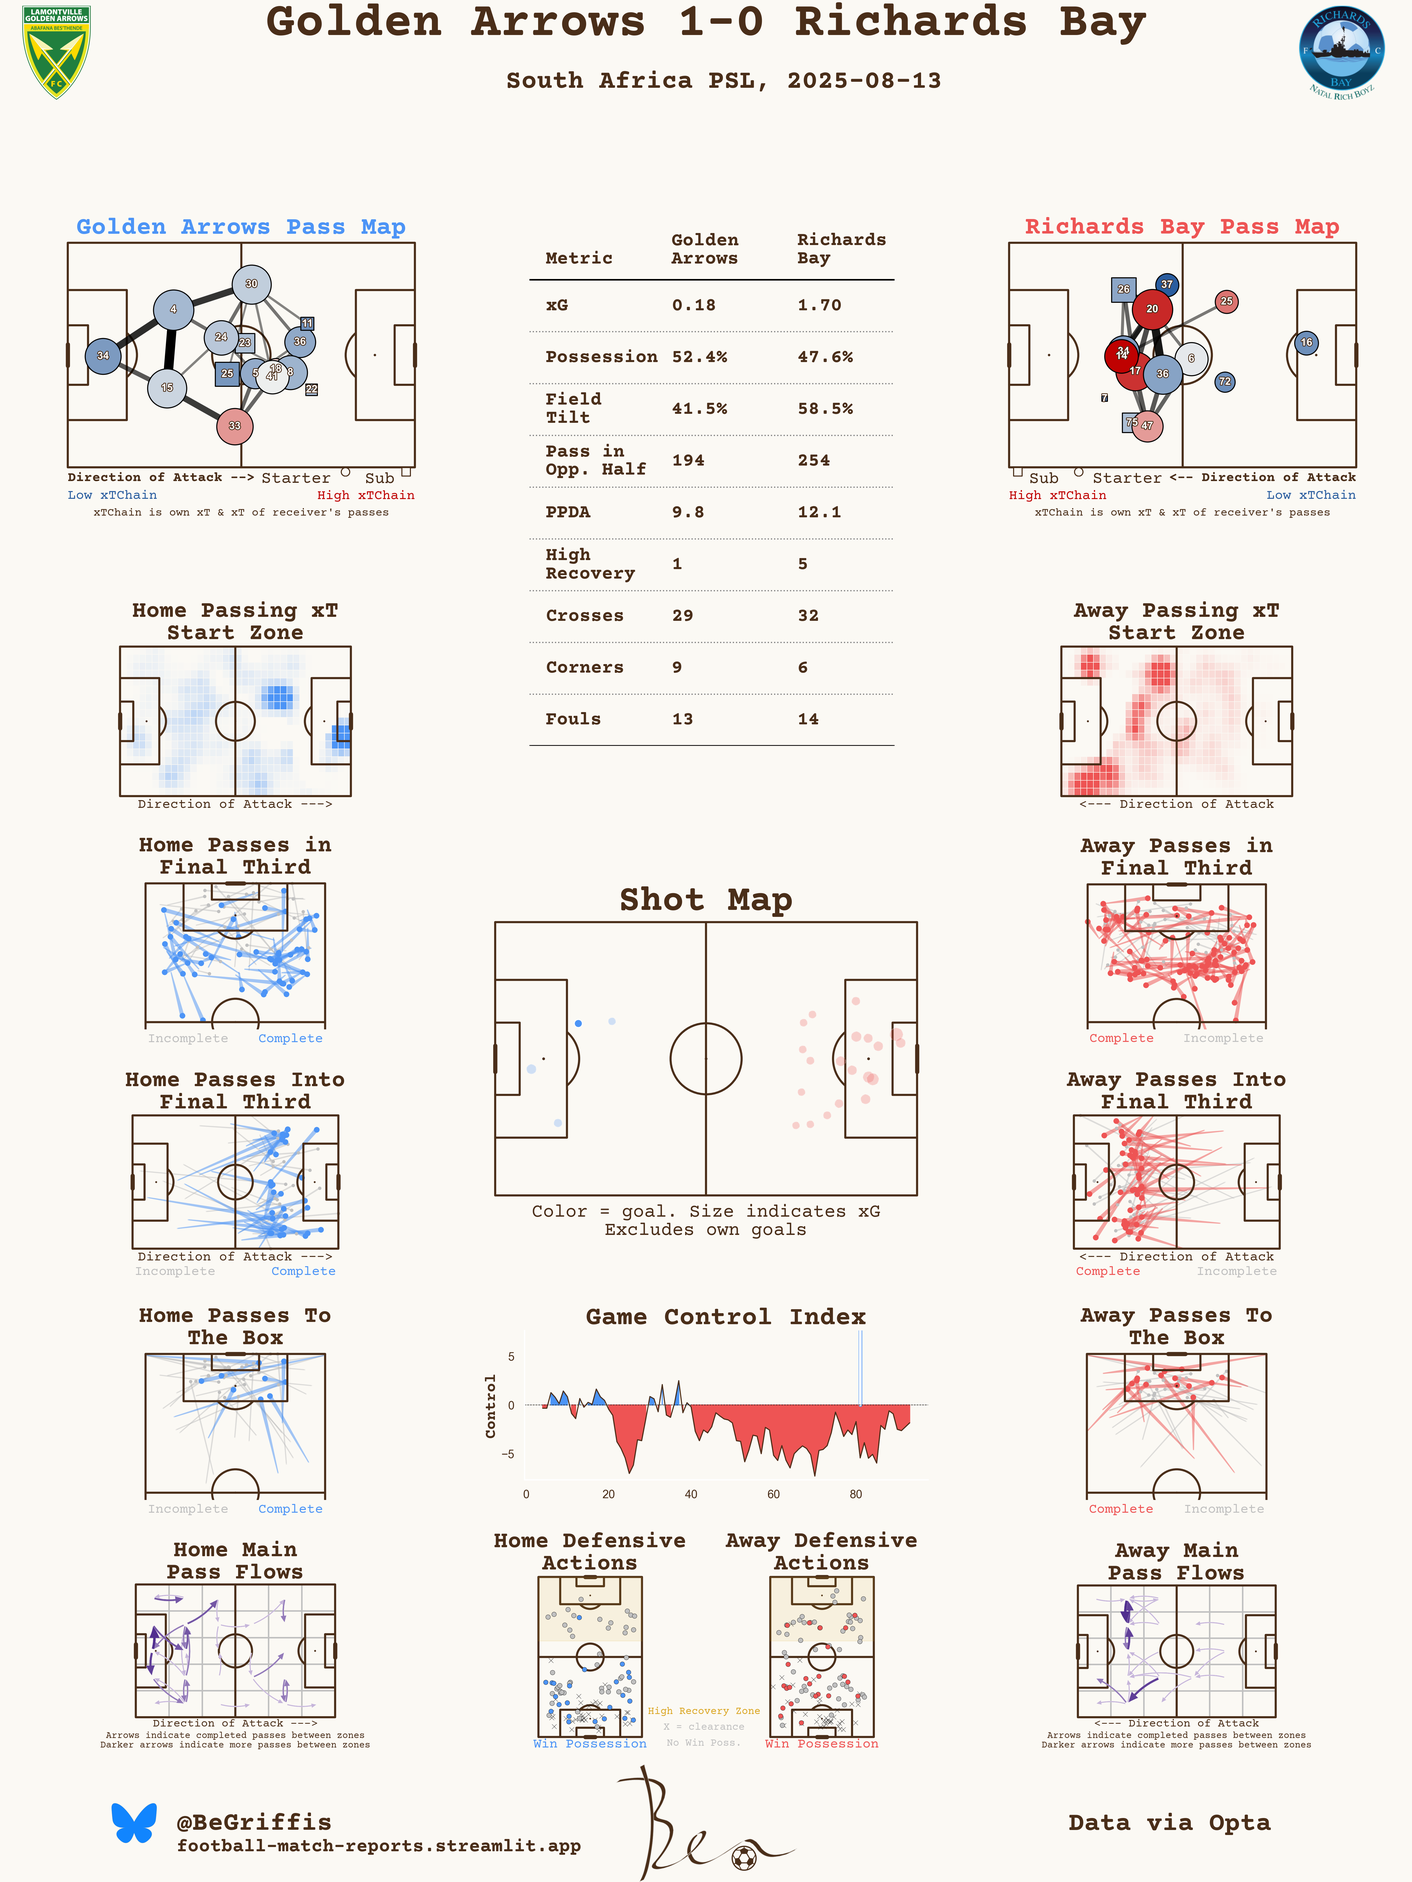 Golden Arrows 1-0 Richards Bay
South Africa PSL, 2025-08-13
LAMONTVILLE
GOLDEN ARROWS
ABAFANA BES'THENDE
FC
RICHARDS
F C
BAY
NATAL RICH BOYZ
Golden Arrows Pass Map
30
4
11
24
23
36
34
25
5
18
8
41
15
22
33
Direction of Attack --> Starter Sub
Low xTChain High xTChain
xTChain is own xT & xT of receiver's passes
Metric Golden Arrows Richards Bay
xG 0.18 1.70
Possession 52.4% 47.6%
Field Tilt 41.5% 58.5%
Pass in Opp. Half 194 254
PPDA 9.8 12.1
High Recovery 1 5
Crosses 29 32
Corners 9 6
Fouls 13 14
Richards Bay Pass Map
26
37
20
25
16
34
14
6
17
36
72
7
75
47
Sub Starter <-- Direction of Attack
High xTChain Low xTChain
xTChain is own xT & xT of receiver's passes
Home Passing xT
Start Zone
Direction of Attack --->
Away Passing xT
Start Zone
<--- Direction of Attack
Home Passes in
Final Third
Incomplete Complete
Away Passes in
Final Third
Complete Incomplete
Shot Map
Color = goal. Size indicates xG
Excludes own goals
Home Passes Into
Final Third
Direction of Attack --->
Incomplete Complete
Away Passes Into
Final Third
<--- Direction of Attack
Complete Incomplete
Home Passes To
The Box
Incomplete Complete
Game Control Index
Control
5
0
−5
0 20 40 60 80
Away Passes To
The Box
Complete Incomplete
Home Main
Pass Flows
Direction of Attack --->
Arrows indicate completed passes between zones
Darker arrows indicate more passes between zones
Home Defensive
Actions
Win Possession
High Recovery Zone
X = clearance
No Win Poss.
Away Defensive
Actions
Win Possession
Away Main
Pass Flows
<--- Direction of Attack
Arrows indicate completed passes between zones
Darker arrows indicate more passes between zones
@BeGriffis
football-match-reports.streamlit.app
Ben
Data via Opta